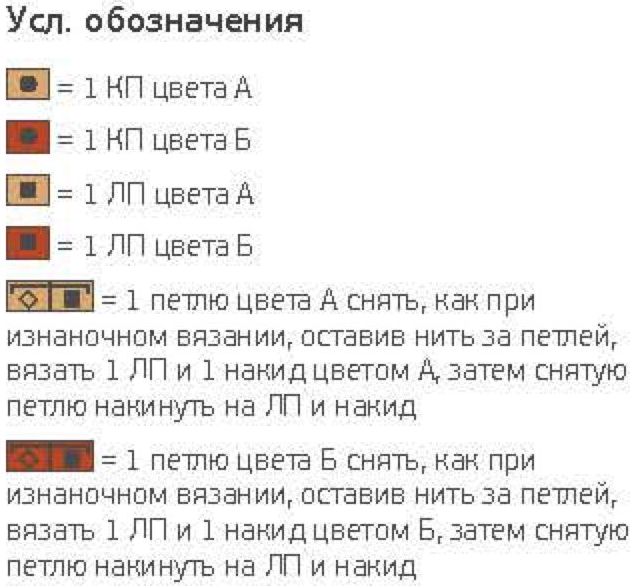 Усл. обозначения
= 1 КП цвета А
= 1 КП цвета Б
= 1 ЛП цвета А
= 1 ЛП цвета Б
= 1 петлю цвета А снять, как при
изнаночном вязании, оставив нить за петлей,
вязать 1 ЛП и 1 накид цветом А, затем снятую
петлю накинуть на ЛП и накид
= 1 петлю цвета Б снять, как при
изнаночном вязании, оставив нить за петлей,
вязать 1 ЛП и 1 накид цветом Б, затем снятую
петлю накинуть на ЛП и накид